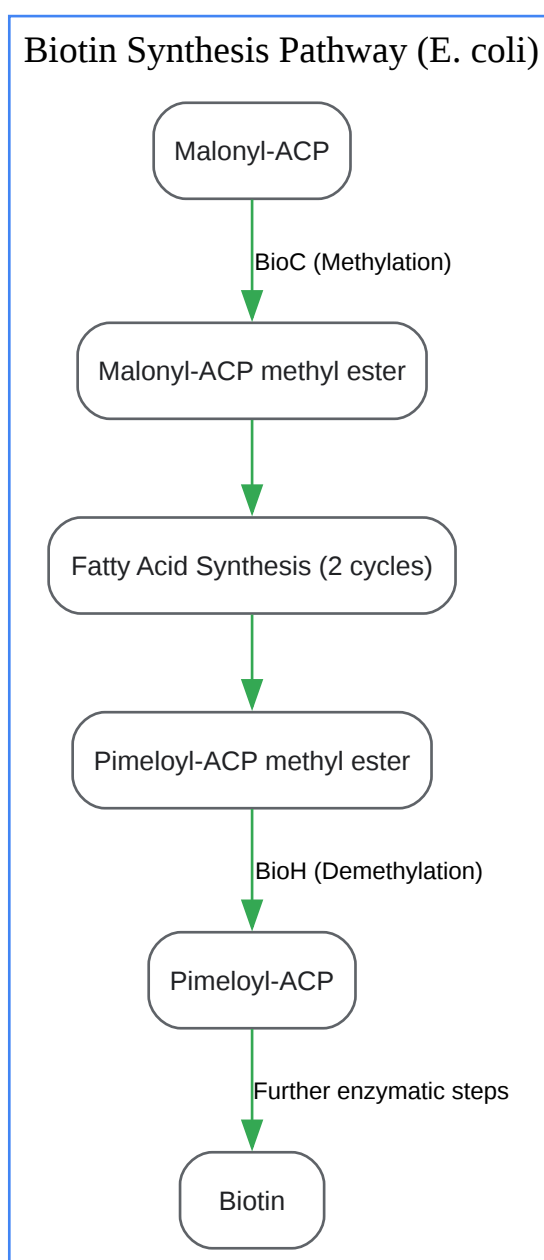 Biotin Synthesis Pathway (E. coli)
Malonyl-ACP
BioC (Methylation)
Malonyl-ACP methyl ester
Fatty Acid Synthesis (2 cycles)
Pimeloyl-ACP methyl ester
BioH (Demethylation)
Pimeloyl-ACP
Further enzymatic steps
Biotin